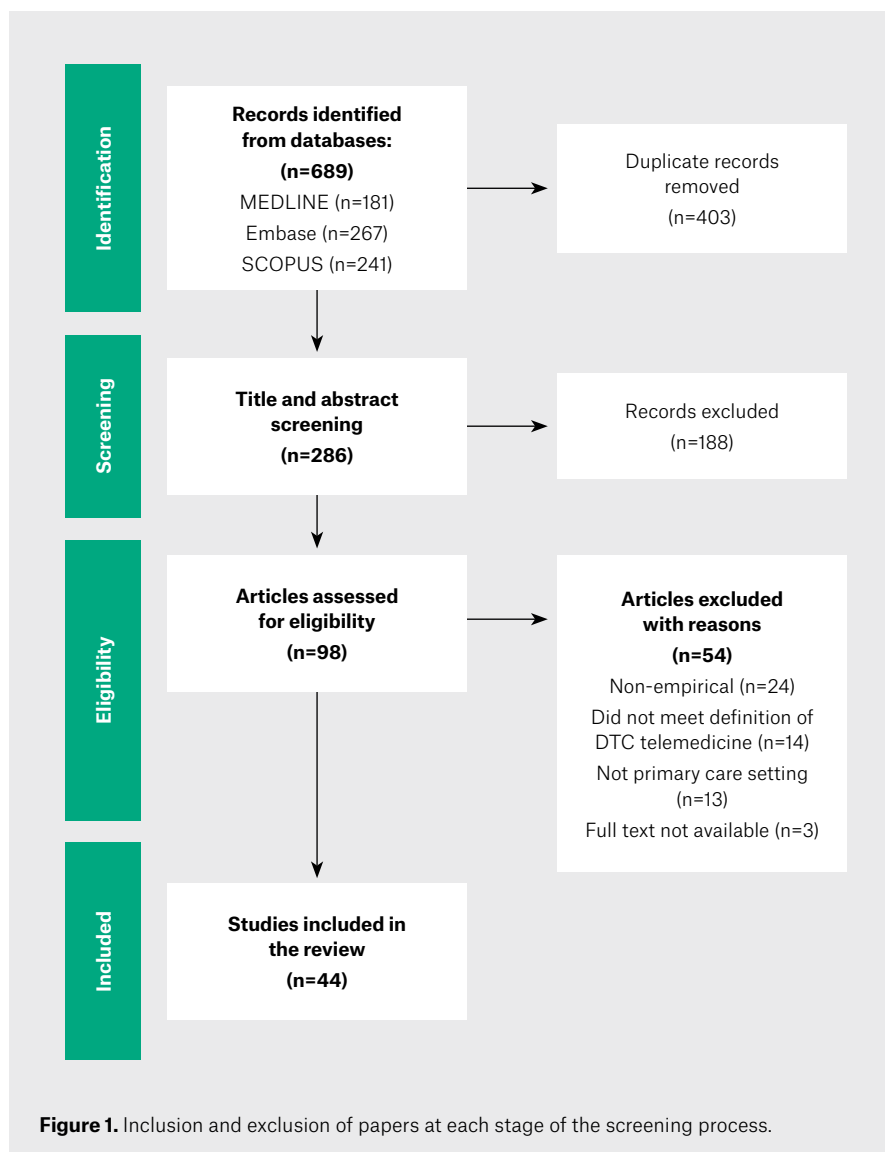 Identification
Records identified
from databases:
(n=689)
MEDLINE (n=181)
Embase (n=267)
SCOPUS (n=241)
Duplicate records
removed
(n=403)
Screening
Title and abstract
screening
(n=286)
Records excluded
(n=188)
Eligibility
Articles assessed
for eligibility
(n=98)
Articles excluded
with reasons
(n=54)
Non-empirical (n=24)
Did not meet definition of
DTC telemedicine (n=14)
Not primary care setting
(n=13)
Full text not available (n=3)
Included
Studies included in
the review
(n=44)
Figure 1. Inclusion and exclusion of papers at each stage of the screening process.